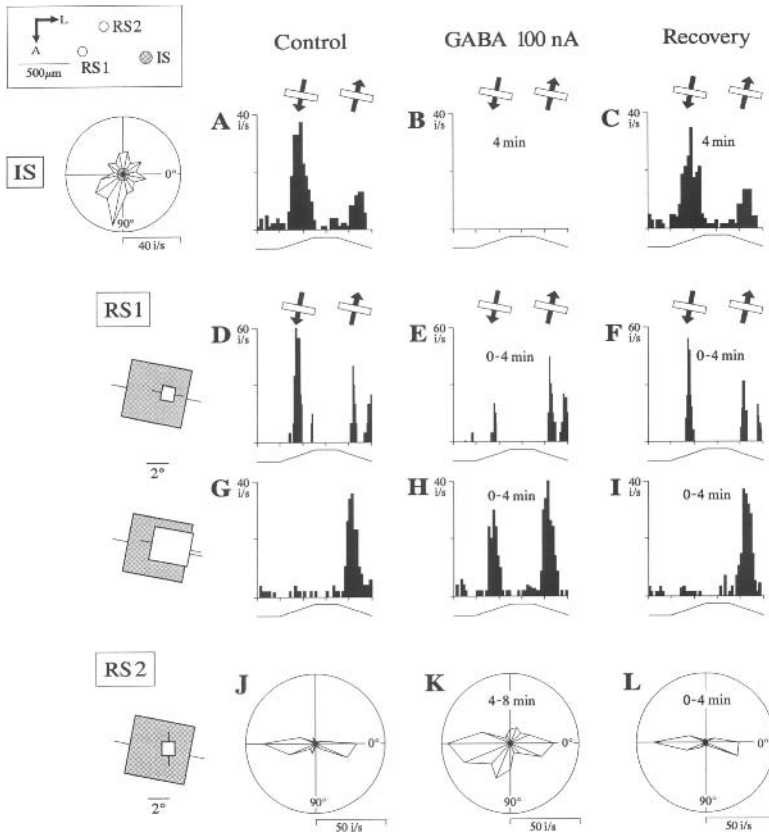 L
A
500µm
RS2
RS1
IS
Control
GABA 100 nA
Recovery
IS
0°
90°
40 i/s
A
40
i/s
B
4 min
C
40
i/s
4 min
RS1
2°
D
60
i/s
E
0-4 min
F
60
i/s
0-4 min
G
40
i/s
H
40
i/s
0-4 min
I
40
i/s
0-4 min
RS2
2°
J
0°
90°
50 i/s
K
4-8 min
0°
90°
50 i/s
L
0-4 min
0°
90°
50 i/s